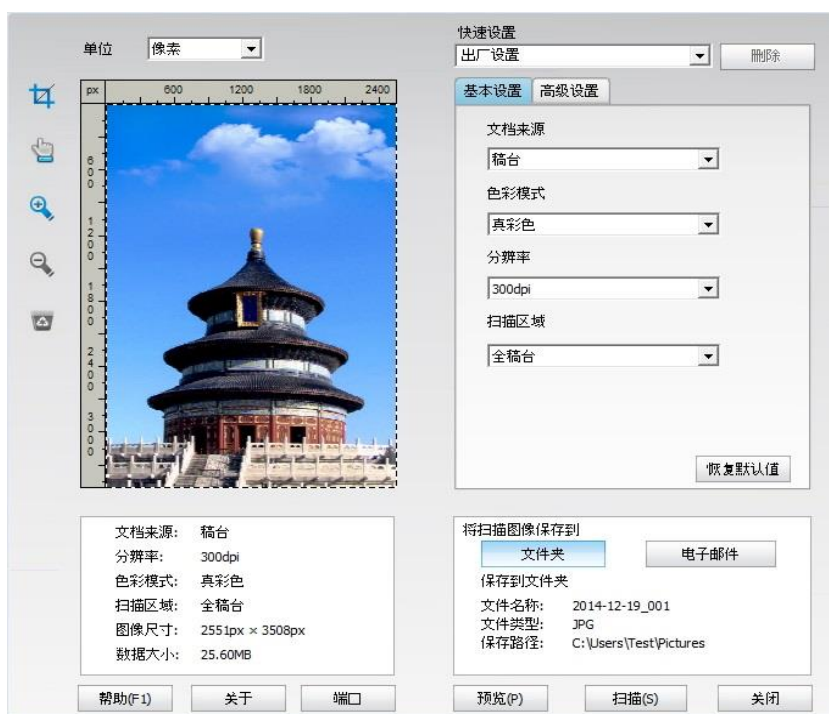 单位 像素
px 600 1200 1800 2400
600
1200
1800
2400
3000
快速设置
出厂设置 删除
基本设置 高级设置
文档来源
稿台
色彩模式
真彩色
分辨率
300dpi
扫描区域
全稿台
恢复默认值
文档来源: 稿台
分辨率: 300dpi
色彩模式: 真彩色
扫描区域: 全稿台
图像尺寸: 2551px × 3508px
数据大小: 25.60MB
将扫描图像保存到
文件夹 电子邮件
保存到文件夹
文件名称: 2014-12-19_001
文件类型: JPG
保存路径: C:\Users\Test\Pictures
帮助(F1) 关于 端口 预览(P) 扫描(S) 关闭